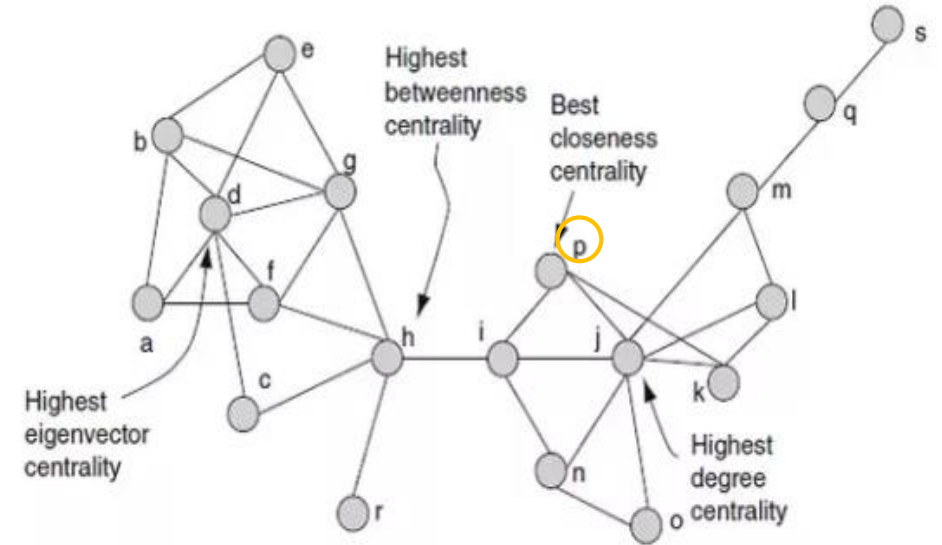 s
e
Highest
betweenness
centrality
Best
closeness
centrality
q
b
g
m
d
p
f
l
a
h
i
j
c
k
Highest
eigenvector
centrality
Highest
degree
centrality
n
r
o